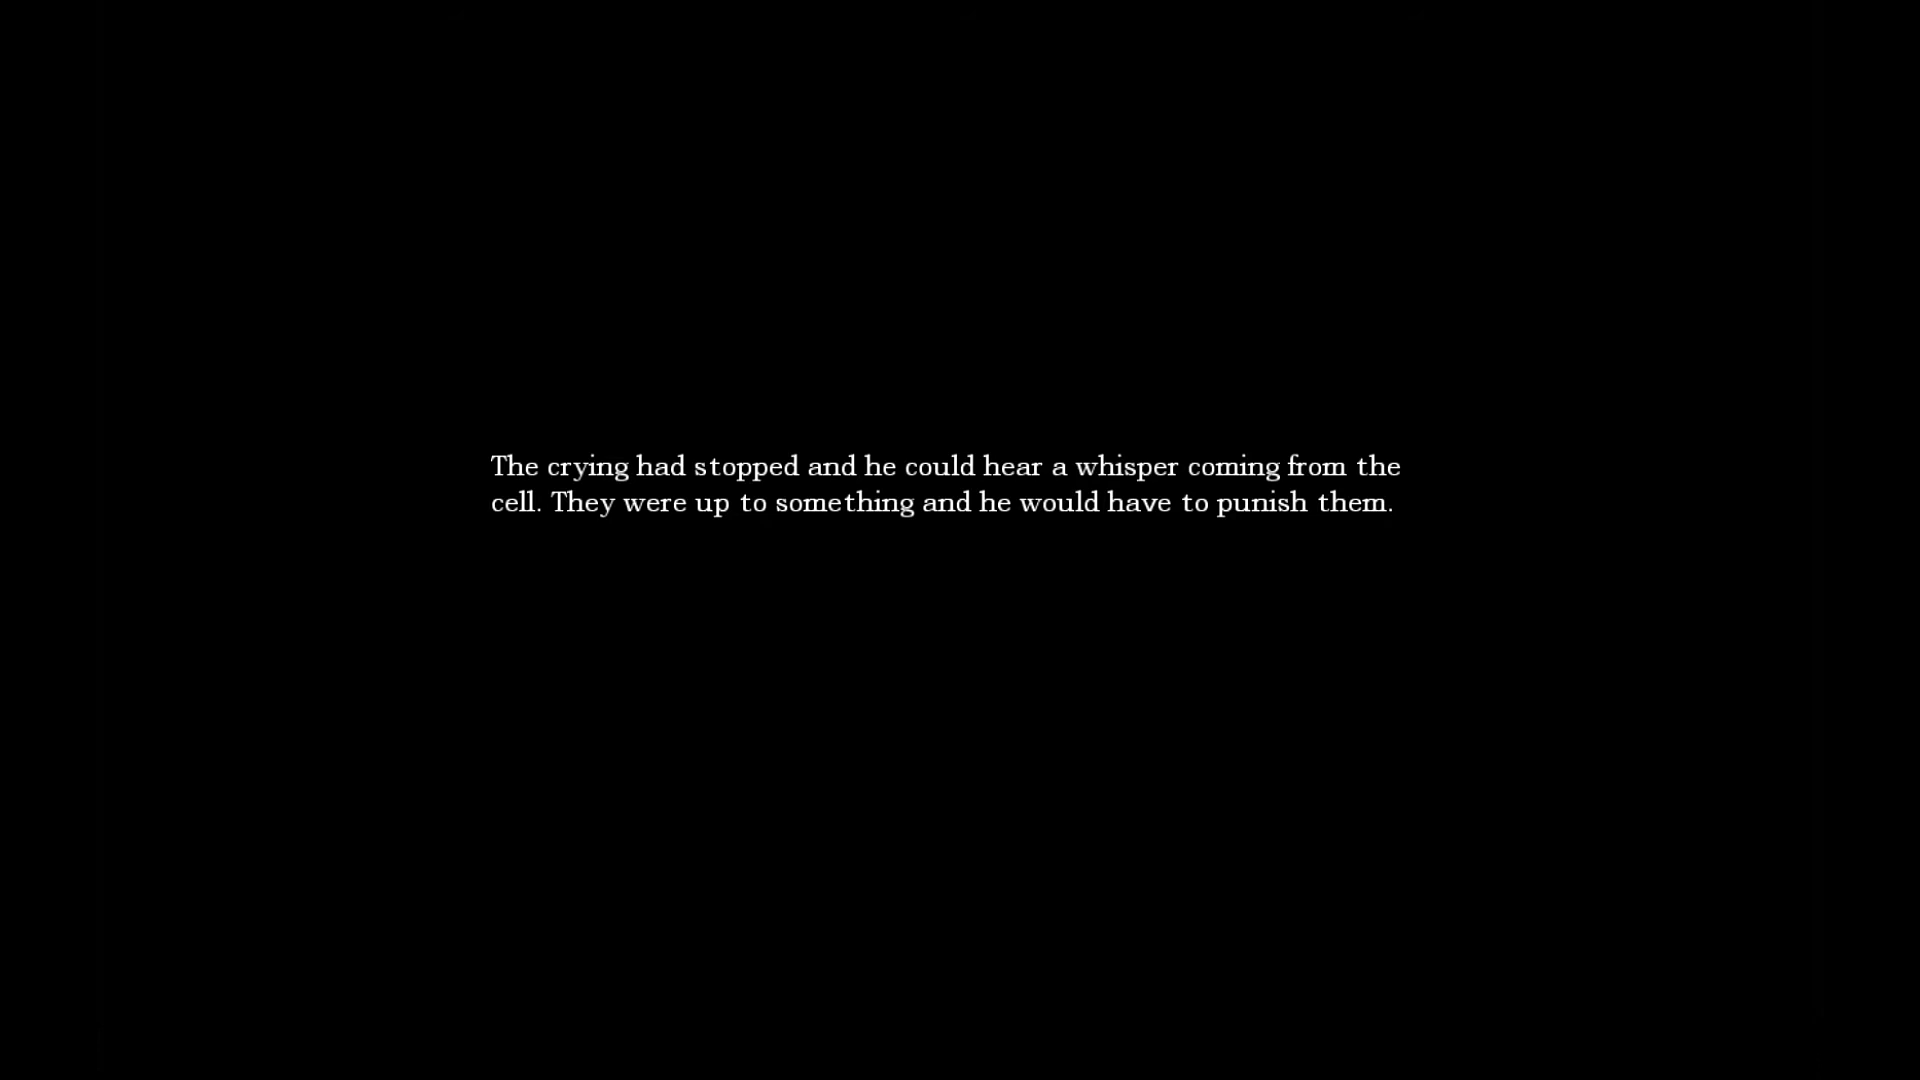 The crying had stopped and he could hear a whisper coming from the
cell. They were up to something and he would have to punish them.